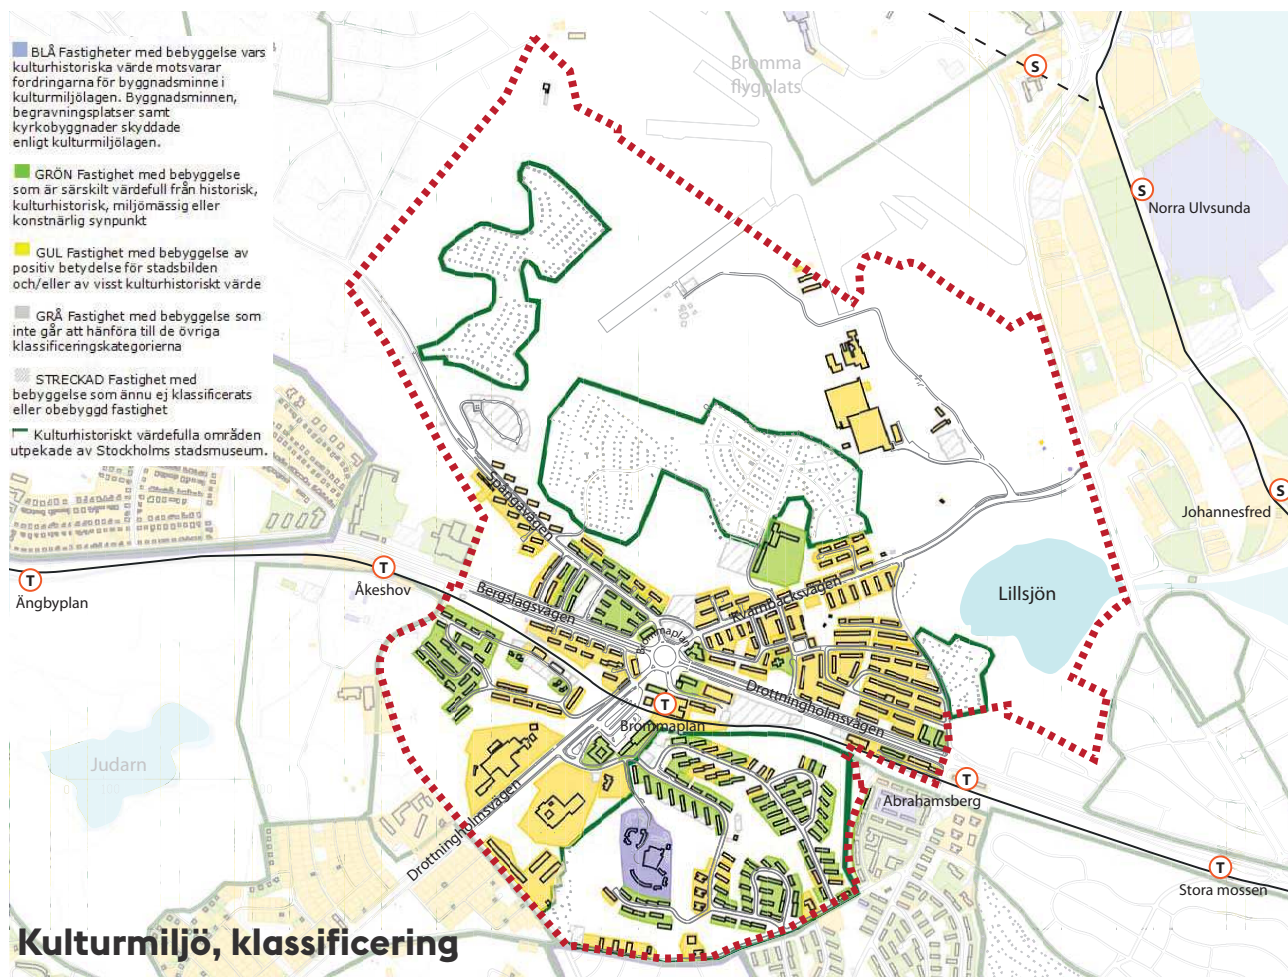 BLÅ Fastigheter med bebyggelse vars
kulturhistoriska värde motsvarar
fordringarna för byggnadsminne i
kulturmiljölagen. Byggnadsminnen,
begravningsplatser samt
kyrkobyggnader skyddade
enligt kulturmiljölagen.
GRÖN Fastighet med bebyggelse
som är särskilt värdefull från historisk,
kulturhistorisk, miljömässig eller
konstnärlig synpunkt
GUL Fastighet med bebyggelse av
positiv betydelse för stadsbilden
och/eller av visst kulturhistoriskt värde
GRÅ Fastighet med bebyggelse som
inte går att hänföra till de övriga
klassificeringskategorierna
STRECKAD Fastighet med
bebyggelse som ännu ej klassificerats
eller obebyggd fastighet
Kulturhistoriskt värdefulla områden
utpekade av Stockholms stadsmuseum.
Bromma
flygplats
S
S
Norra Ulvsunda
S
Johannesfred
Lillsjön
T
Ängbyplan
T
Åkeshov
Spångavägen
Bergslagsvägen
Kvarnbacksvägen
Brommaplan
Drottningholmsvägen
T
Brommaplan
Judarn
Drottningholmsvägen
T
Abrahamsberg
T
Stora mossen
Kulturmiljö, klassificering